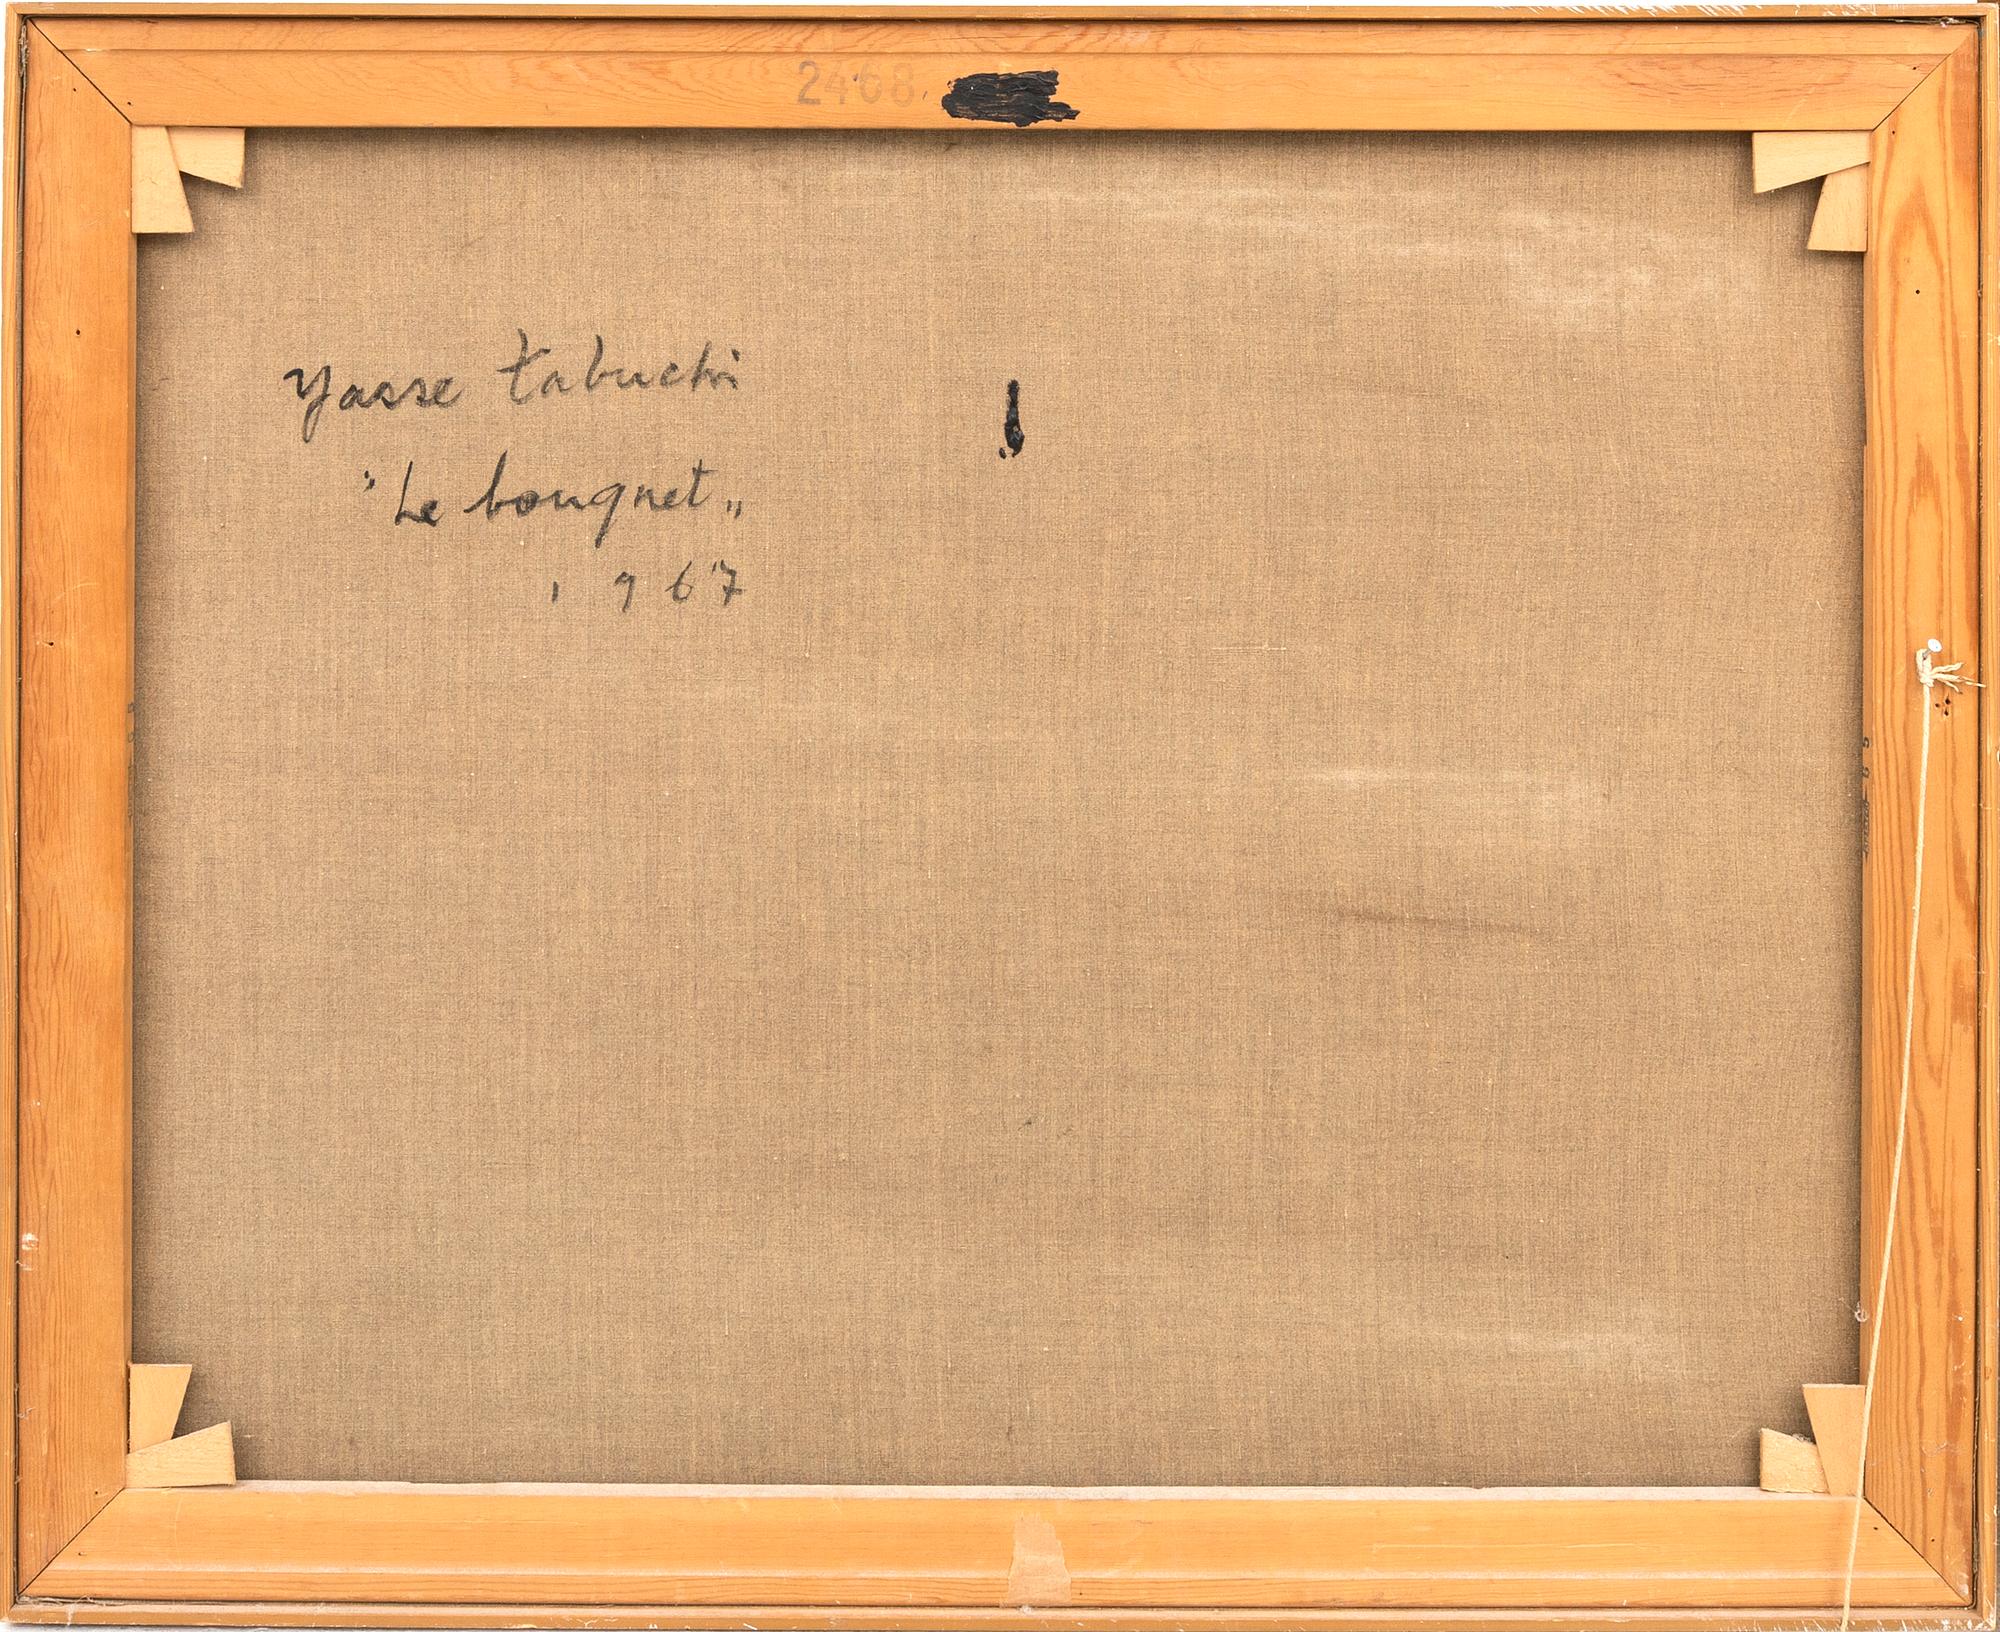 2468
Yasse tabuchi
"Le bouquet„
1967